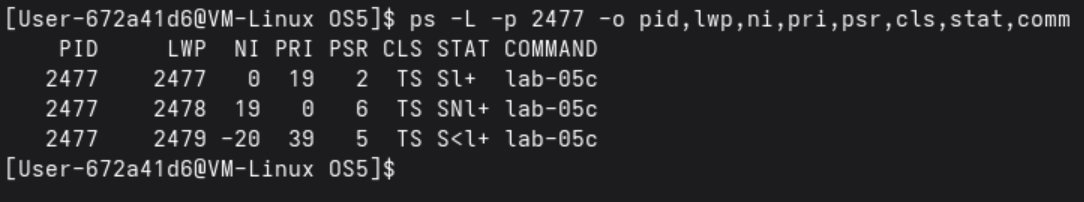 [User-672a41d6@VM-Linux OS5]$ ps -L -p 2477 -o pid,lwp,ni,pri,psr,cls,stat,comm
    PID     LWP  NI PRI PSR CLS STAT COMMAND
   2477    2477   0  19   2  TS Sl+  lab-05c
   2477    2478  19   0   6  TS SNl+ lab-05c
   2477    2479 -20  39   5  TS S<l+ lab-05c
[User-672a41d6@VM-Linux OS5]$